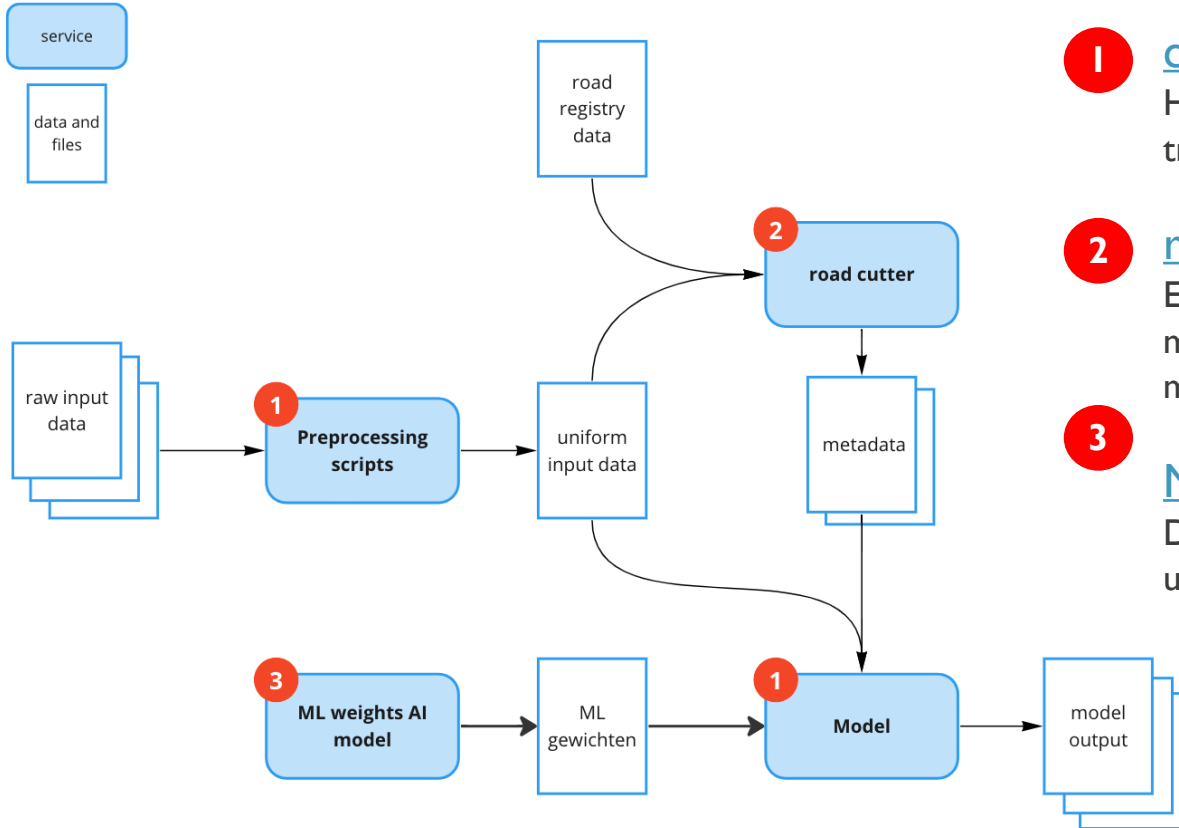 service
data and
files
road
registry
data
2
road cutter
raw input
data
1
Preprocessing
scripts
uniform
input data
metadata
3
ML weights AI
model
ML
gewichten
1
Model
model
output
1
H
tr
2
E
m
m
3
D
u